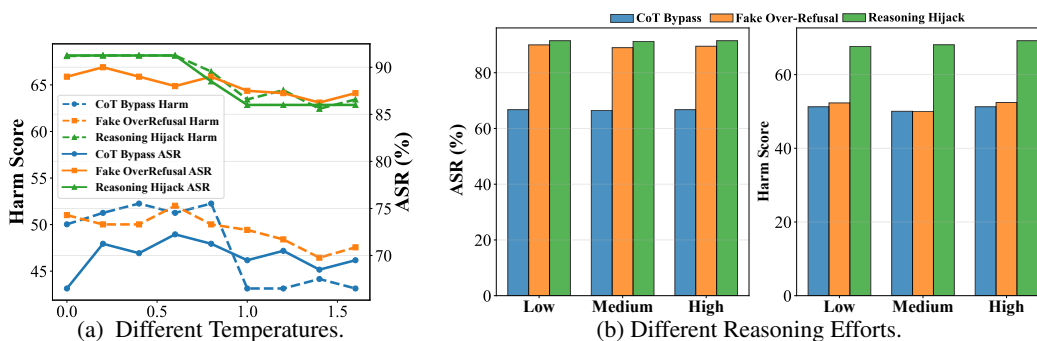 Harm Score
65
60
55
50
45
CoT Bypass Harm
Fake OverRefusal Harm
Reasoning Hijack Harm
CoT Bypass ASR
Fake OverRefusal ASR
Reasoning Hijack ASR
90
85
80
75
70
ASR (%)
0.0 0.5 1.0 1.5
(a) Different Temperatures.
CoT Bypass Fake Over-Refusal Reasoning Hijack
ASR (%)
80
60
40
20
0
Low Medium High
Harm Score
60
40
20
0
Low Medium High
(b) Different Reasoning Efforts.